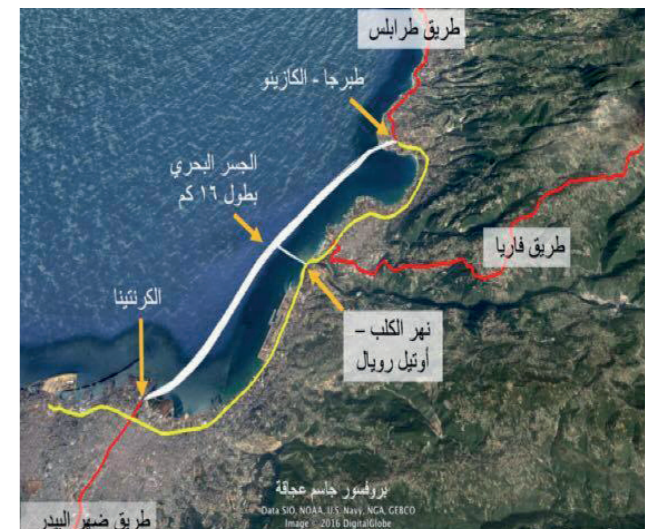 طريق طرابلس
طبرجا - الكازينو
الجسر البحري
بطول ١٦ كم
طريق فاريا
الكرنتينا
نهر الكلب –
أوتيل رويال
بروفسور جاسم عجاقة
Data SIO, NOAA, U.S. Navy, NGA, GEBCO
Image © 2016 DigitalGlobe
طريق ضهر البيدر